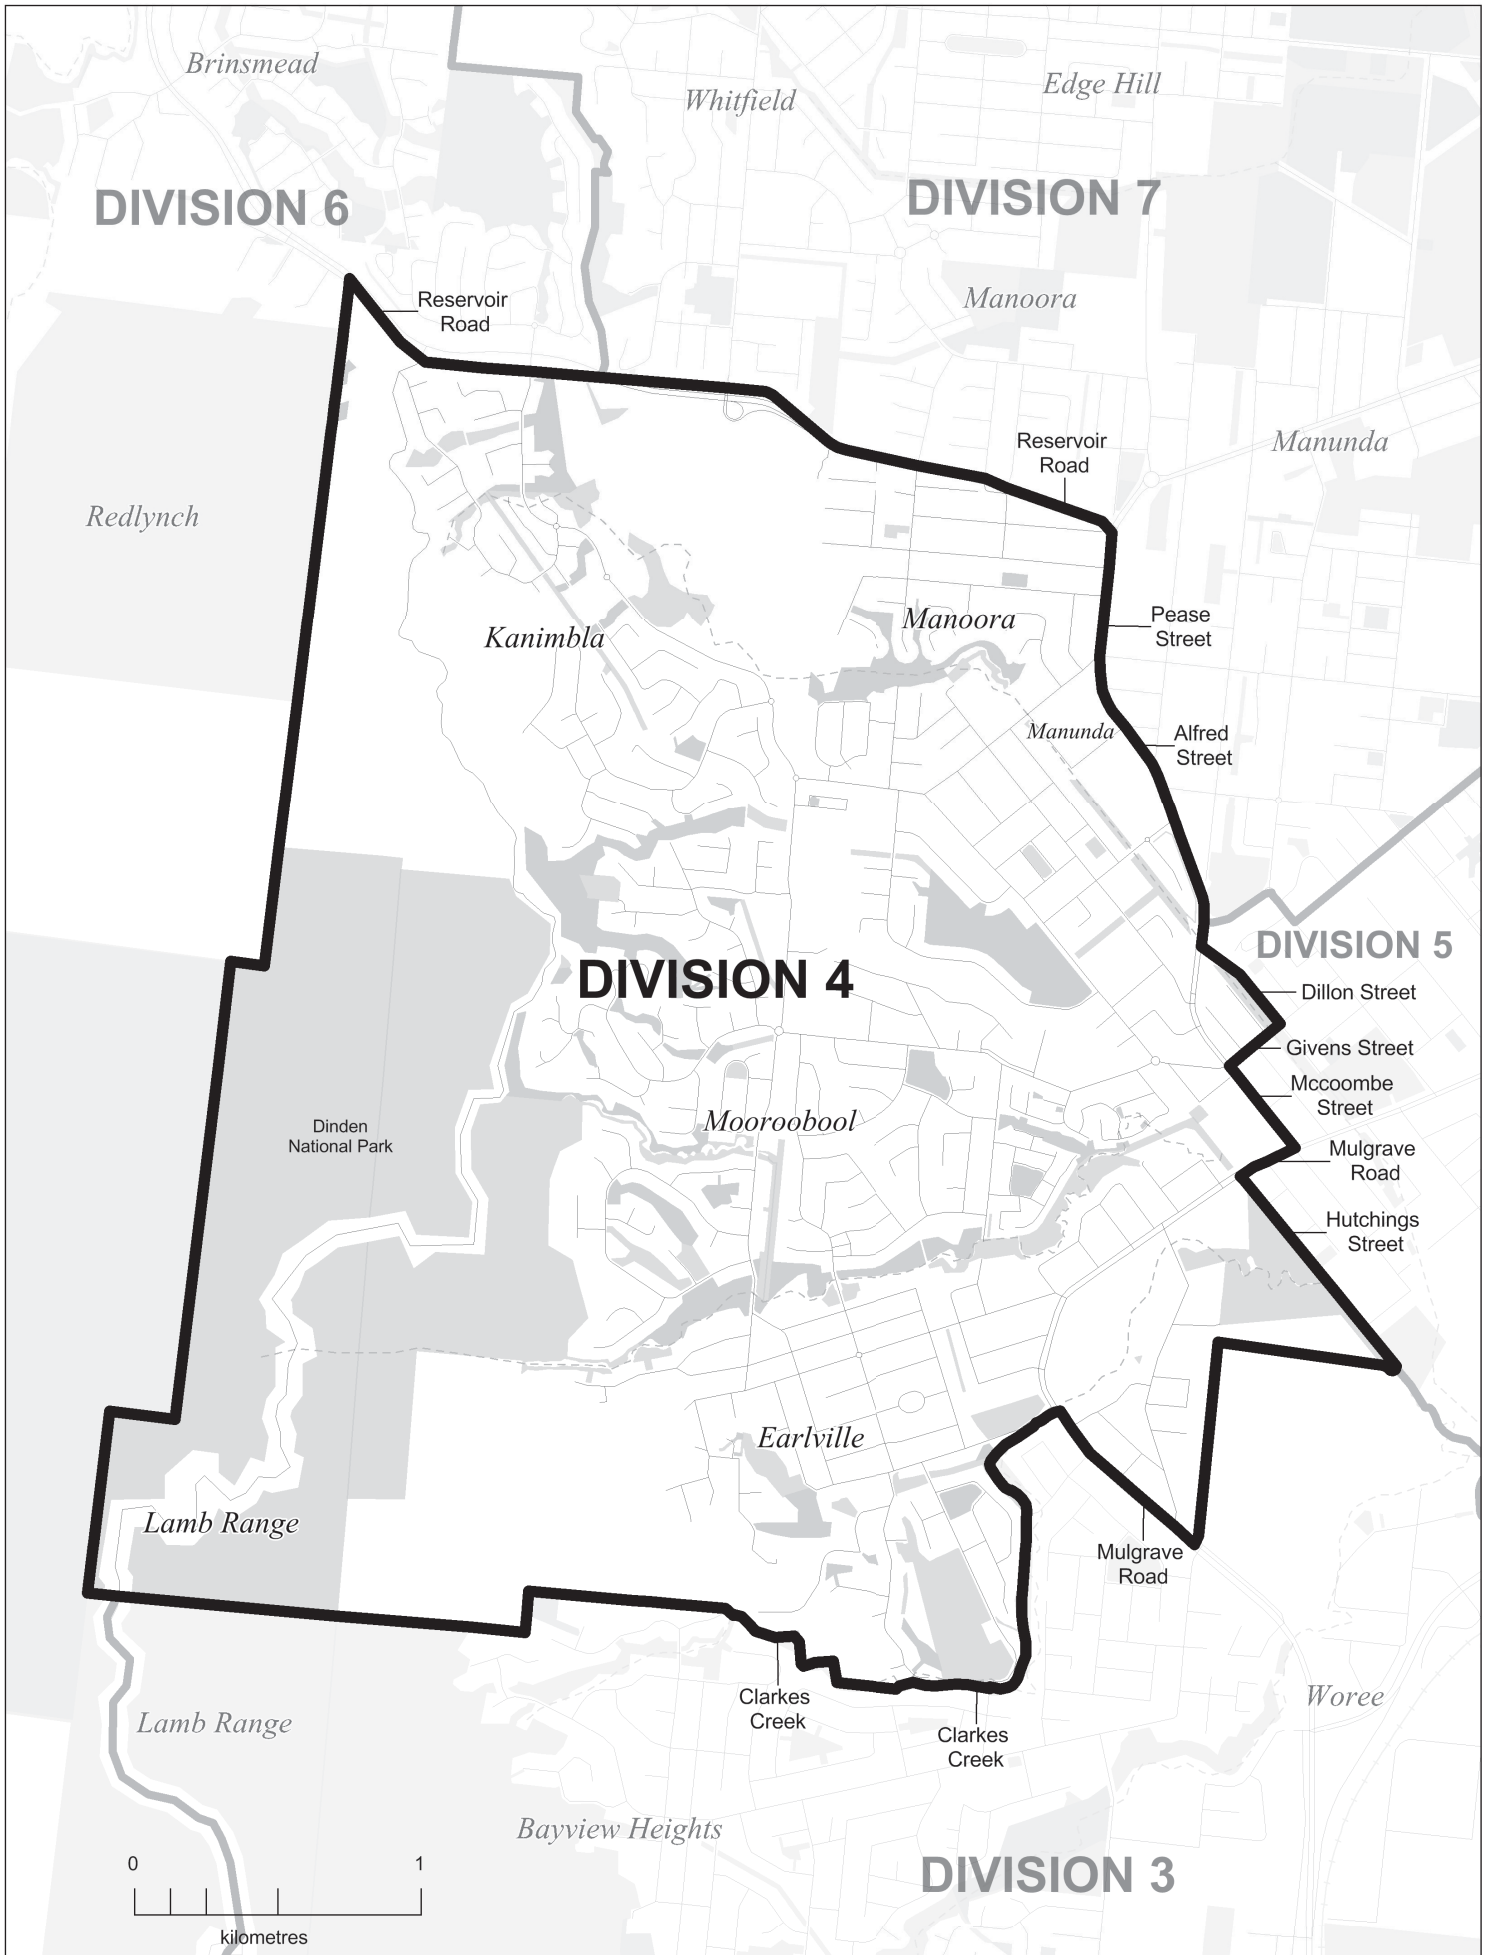 Brinsmead
Whitfield
Edge Hill
DIVISION 6
DIVISION 7
Reservoir
Road
Manoora
Reservoir
Road
Manunda
Redlynch
Kanimbla
Manoora
Pease
Street
Manunda
Alfred
Street
DIVISION 4
DIVISION 5
Dillon Street
Givens Street
Mccoombe
Street
Dinden
National Park
Mooroobool
Mulgrave
Road
Hutchings
Street
Earlville
Lamb Range
Mulgrave
Road
Clarkes
Creek
Clarkes
Creek
Lamb Range
Woree
Bayview Heights
DIVISION 3
0 1
kilometres